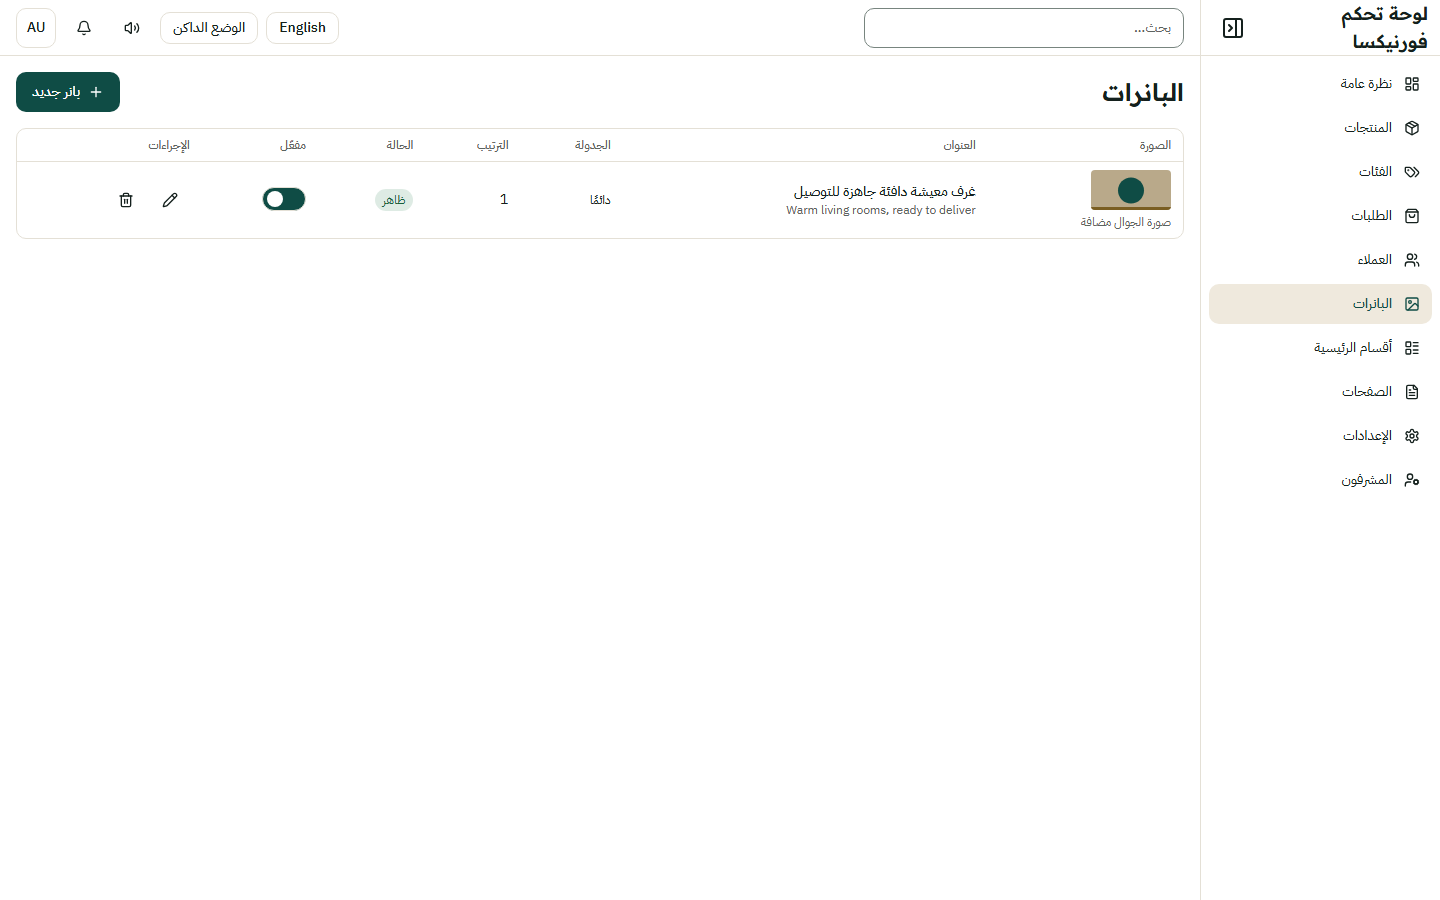 لوحة تحكم
فورنيكسا
بحث...
English
الوضع الداكن
AU
نظرة عامة
المنتجات
الفئات
الطلبات
العملاء
البانرات
أقسام الرئيسية
الصفحات
الإعدادات
المشرفون
البانرات
بانر جديد
الصورة
العنوان
الجدولة
الترتيب
الحالة
مفعّل
الإجراءات
صورة الجوال مضافة
غرف معيشة دافئة جاهزة للتوصيل
Warm living rooms, ready to deliver
دائمًا
1
ظاهر